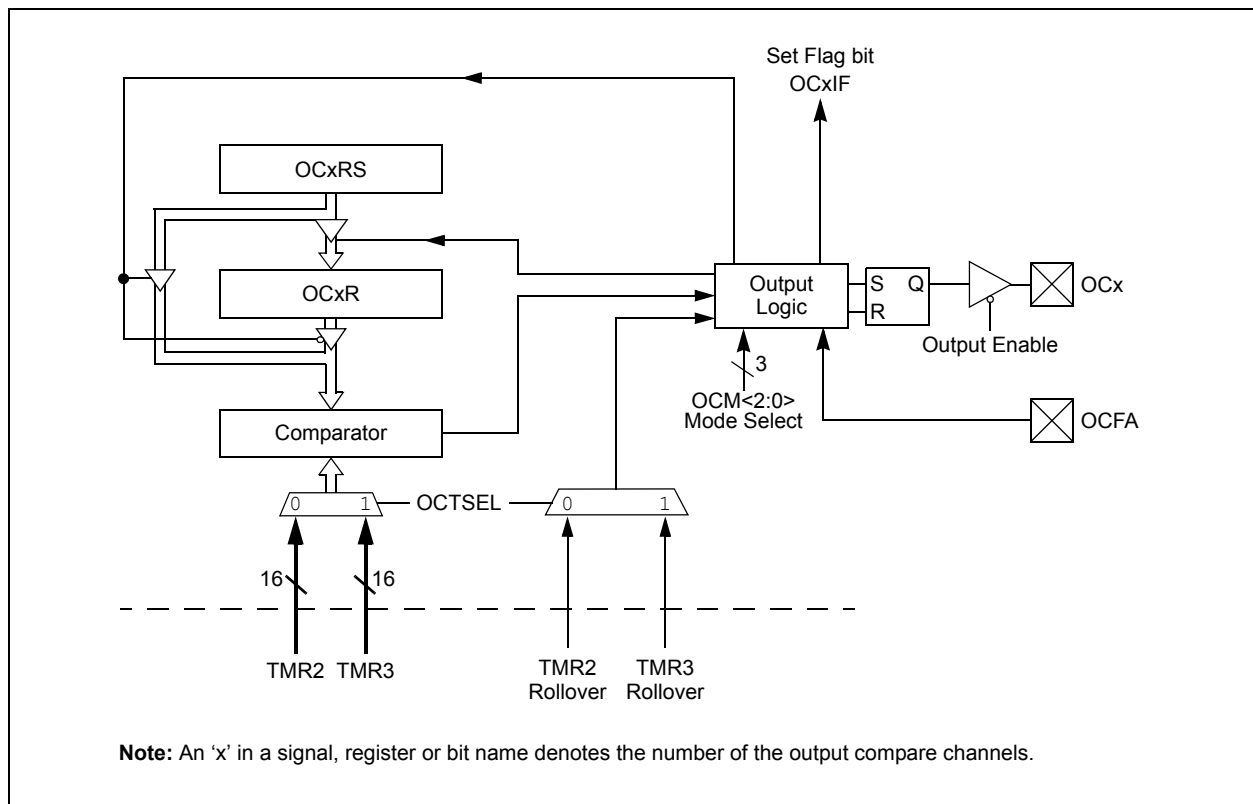 Set Flag bit
OCxIF
OCxRS
OCxR
Output
Logic
S
Q
R
OCx
Output Enable
3
OCM<2:0>
Mode Select
OCFA
Comparator
0
1
OCTSEL
0
1
16
16
TMR2
TMR3
TMR2
Rollover
TMR3
Rollover
Note: An ‘x’ in a signal, register or bit name denotes the number of the output compare channels.